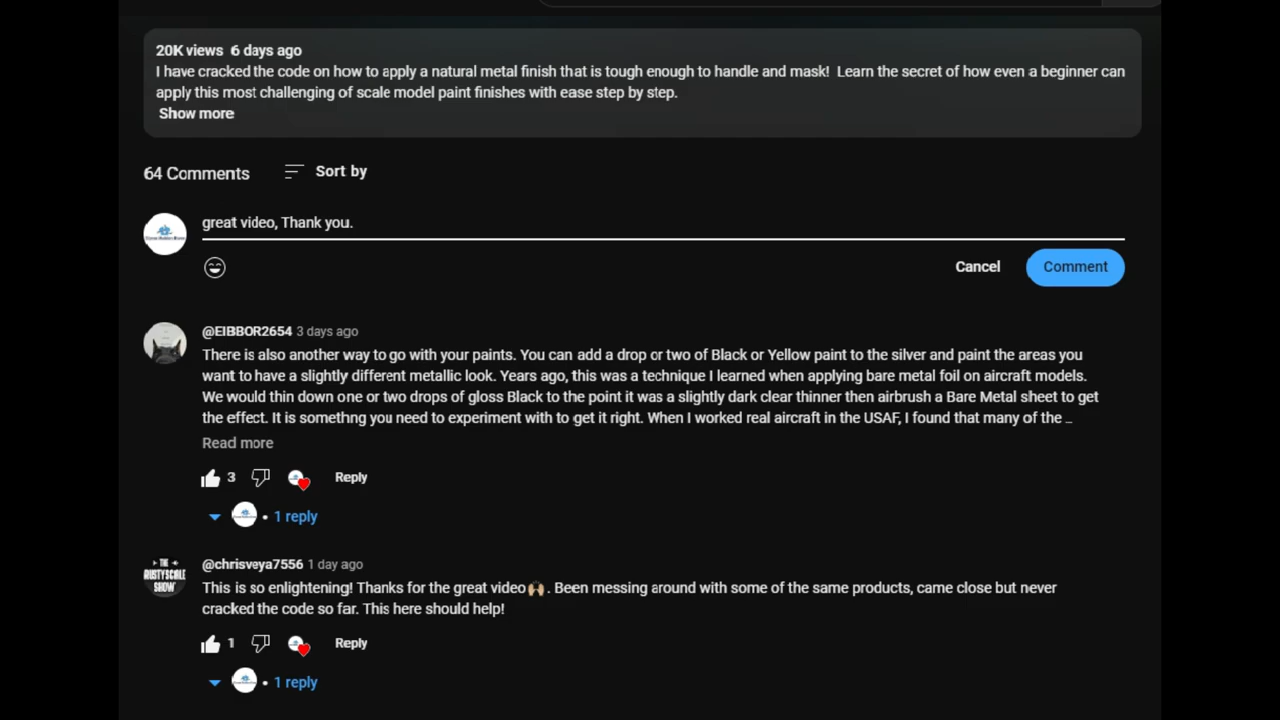 20K views 6 days ago
I have cracked the code on how to apply a natural metal finish that is tough enough to handle and mask! Learn the secret of how even a beginner can
apply this most challenging of scale model paint finishes with ease step by step.
Show more
64 Comments
Sort by
great video, Thank you.
Cancel
Comment
@EIBBOR2654 3 days ago
There is also another way to go with your paints. You can add a drop or two of Black or Yellow paint to the silver and paint the areas you
want to have a slightly different metallic look. Years ago, this was a technique I learned when applying bare metal foil on aircraft models.
We would thin down one or two drops of gloss Black to the point it was a slightly dark clear thinner then airbrush a Bare Metal sheet to get
the effect. It is somethng you need to experiment with to get it right. When I worked real aircraft in the USAF, I found that many of the ...
Read more
3
Reply
1 reply
THE
RUSTYSCALE
SHOW
@chrisveya7556 1 day ago
This is so enlightening! Thanks for the great video🙌🏼. Been messing around with some of the same products, came close but never
cracked the code so far. This here should help!
1
Reply
1 reply